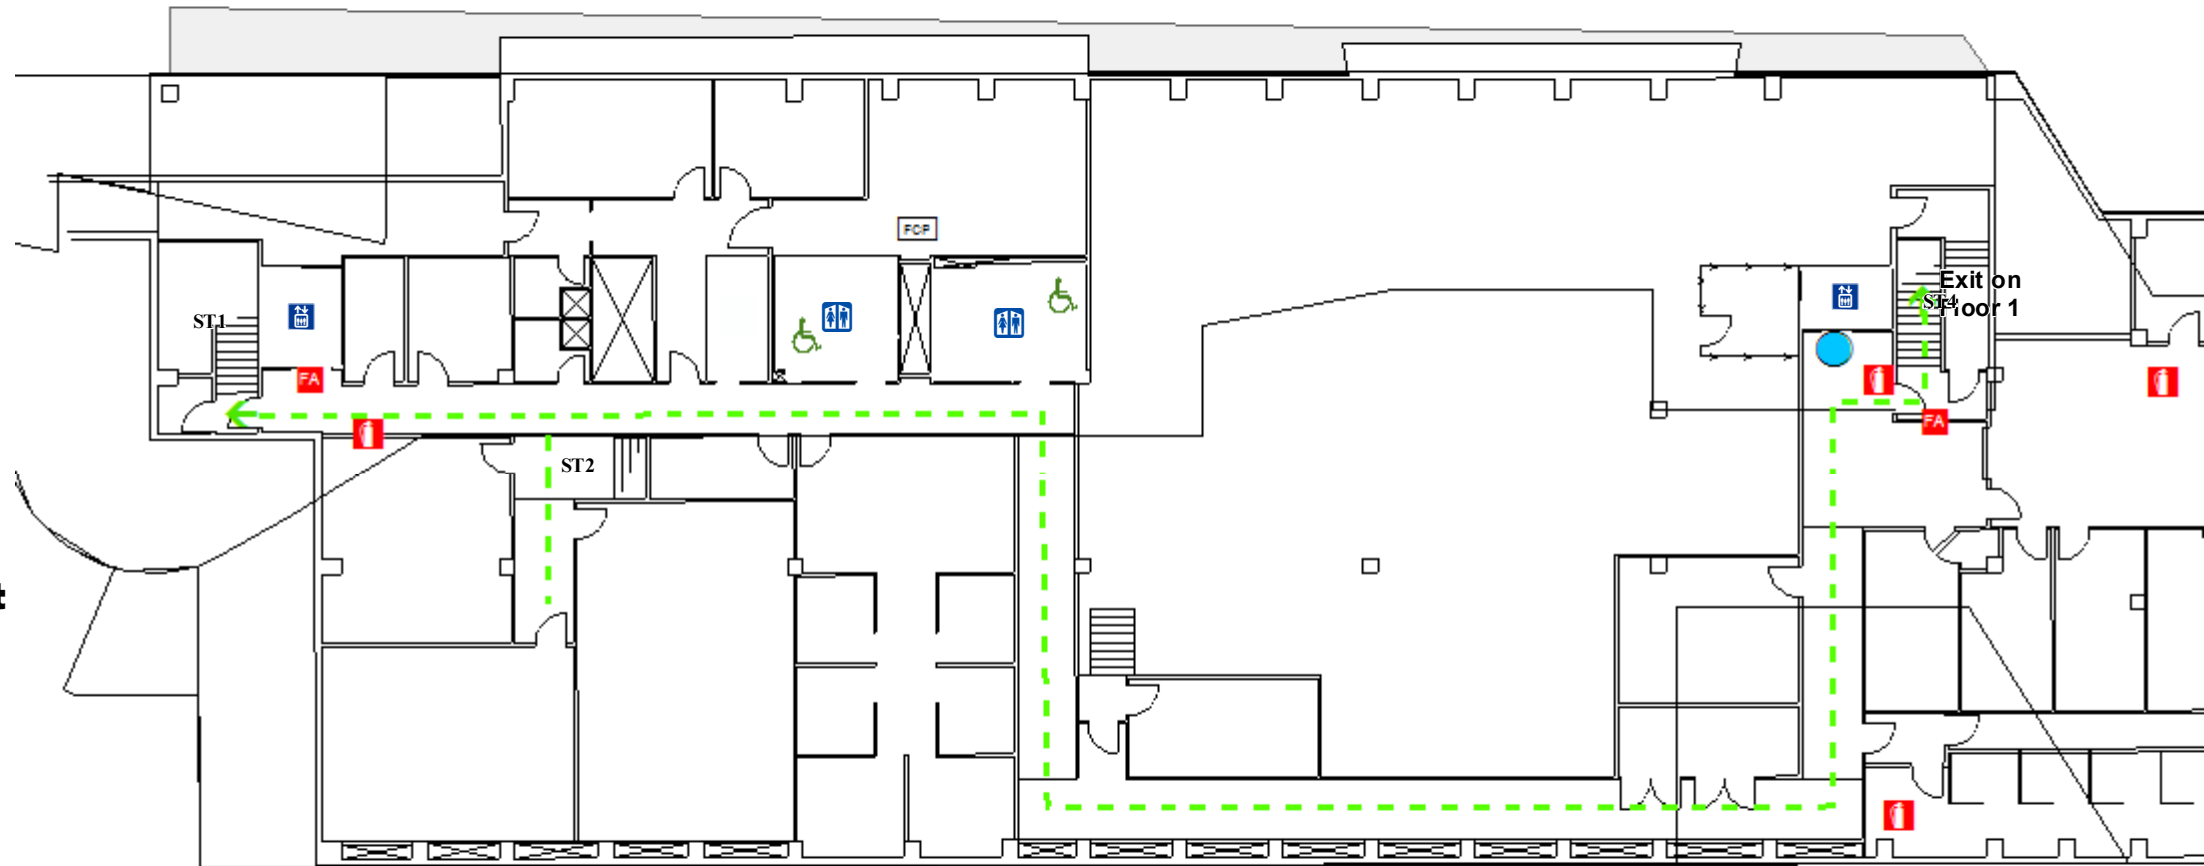 FCP
Exit on
ST4
Floor 1
ST1
FA
FA
ST2
t